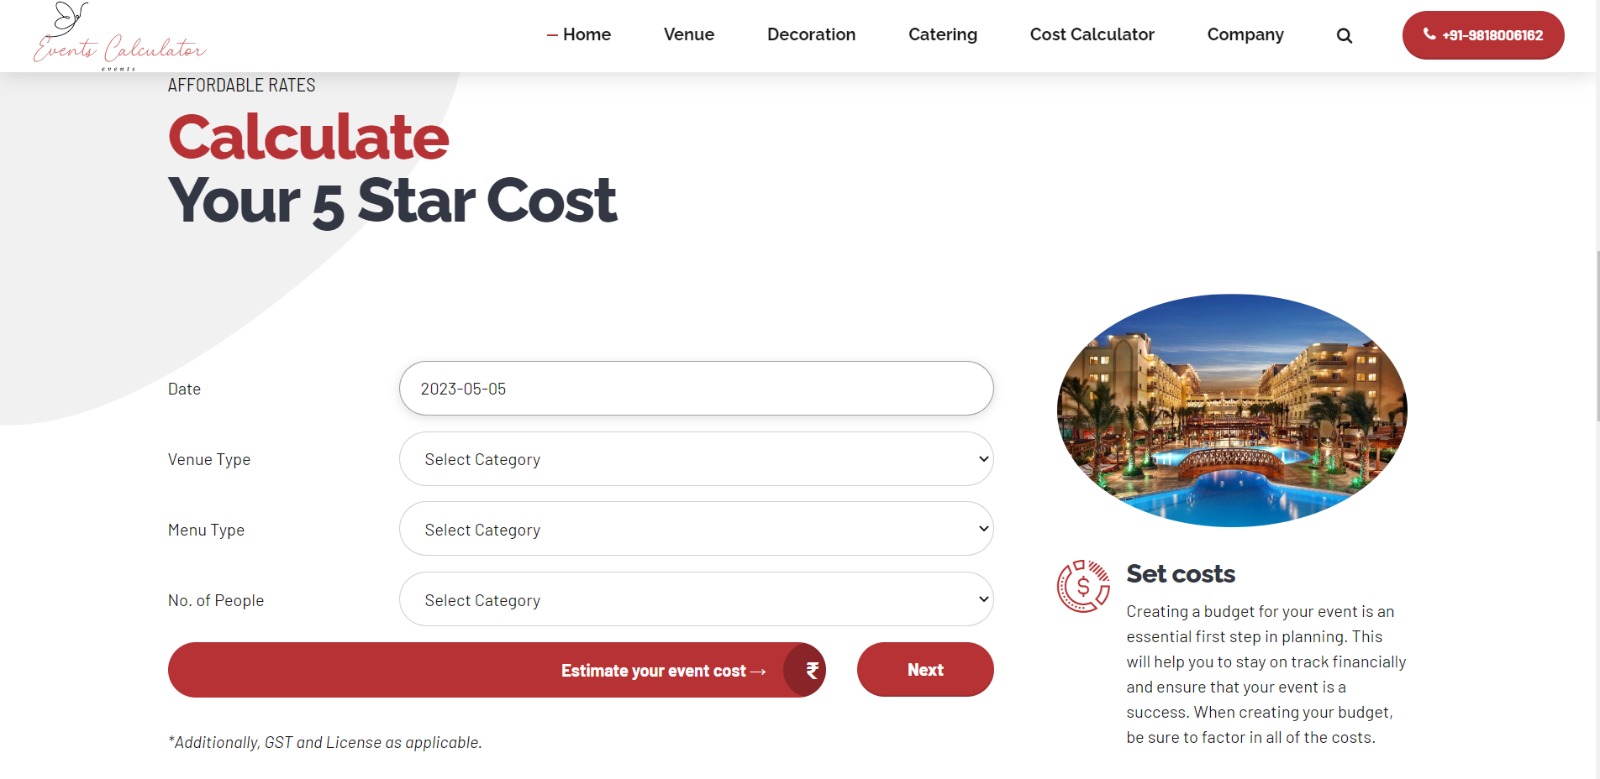 Events Calculator
events
Home
Venue
Decoration
Catering
Cost Calculator
Company
+91-9818006162
AFFORDABLE RATES
Calculate
Your 5 Star Cost
Date
2023-05-05
Venue Type
Select Category
Menu Type
Select Category
No. of People
Select Category
Estimate your event cost →
₹
Next
*Additionally, GST and License as applicable.
$
Set costs
Creating a budget for your event is an
essential first step in planning. This
will help you to stay on track financially
and ensure that your event is a
success. When creating your budget,
be sure to factor in all of the costs.